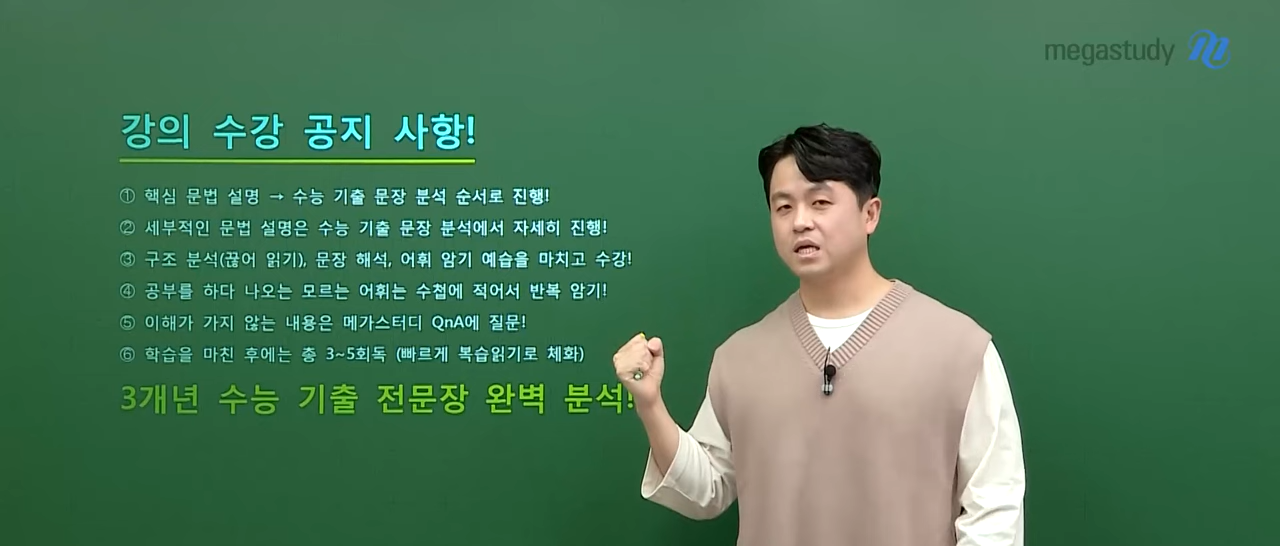 megastudy
강의 수강 공지 사항!
① 핵심 문법 설명 → 수능 기출 문장 분석 순서로 진행!
② 세부적인 문법 설명은 수능 기출 문장 분석에서 자세히 진행!
③ 구조 분석(끊어 읽기), 문장 해석, 어휘 암기 예습을 마치고 수강!
④ 공부를 하다 나오는 모르는 어휘는 수첩에 적어서 반복 암기!
⑤ 이해가 가지 않는 내용은 메가스터디 QnA에 질문!
⑥ 학습을 마친 후에는 총 3~5회독 (빠르게 복습읽기로 체화)
3개년 수능 기출 전문장 완벽 분석!